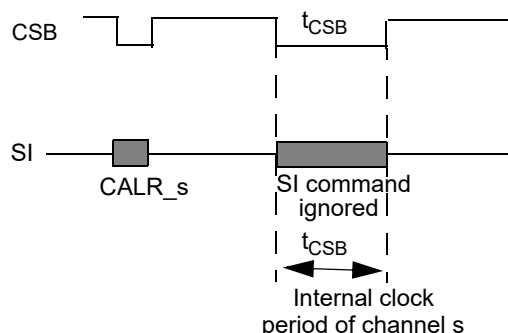 t_CSB
CSB
SI
CALR_s
SI command
ignored
t_CSB
Internal clock
period of channel s